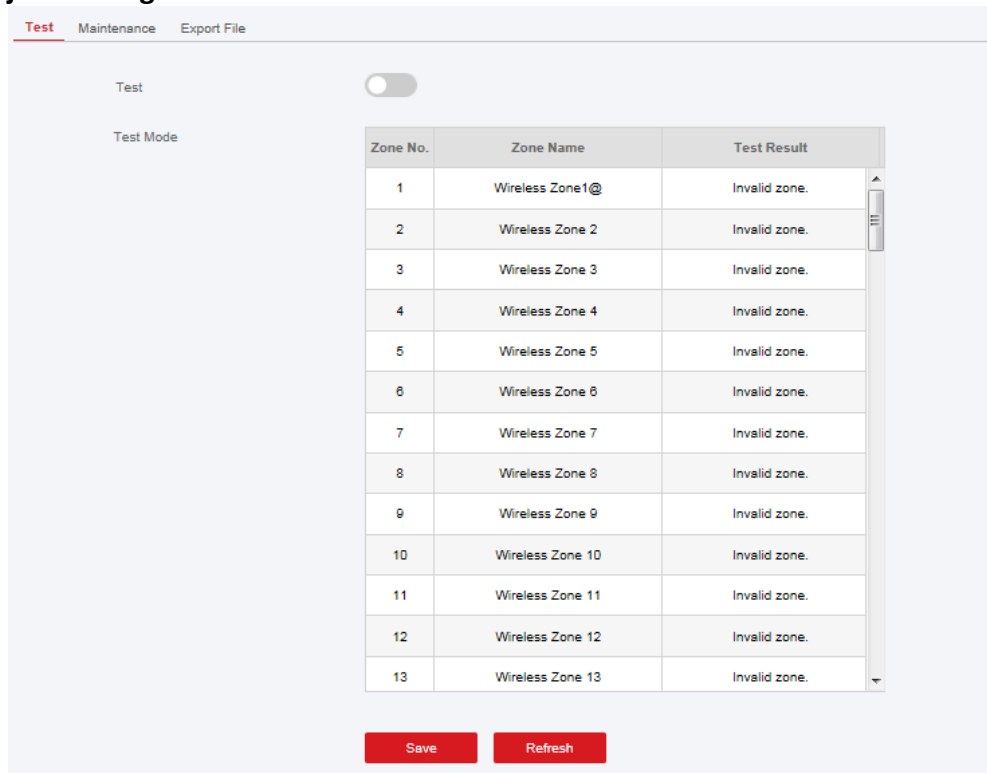 Test Maintenance Export File
Test
Test Mode
Zone No. Zone Name Test Result
1 Wireless Zone1@ Invalid zone.
2 Wireless Zone 2 Invalid zone.
3 Wireless Zone 3 Invalid zone.
4 Wireless Zone 4 Invalid zone.
5 Wireless Zone 5 Invalid zone.
6 Wireless Zone 6 Invalid zone.
7 Wireless Zone 7 Invalid zone.
8 Wireless Zone 8 Invalid zone.
9 Wireless Zone 9 Invalid zone.
10 Wireless Zone 10 Invalid zone.
11 Wireless Zone 11 Invalid zone.
12 Wireless Zone 12 Invalid zone.
13 Wireless Zone 13 Invalid zone.
Save Refresh